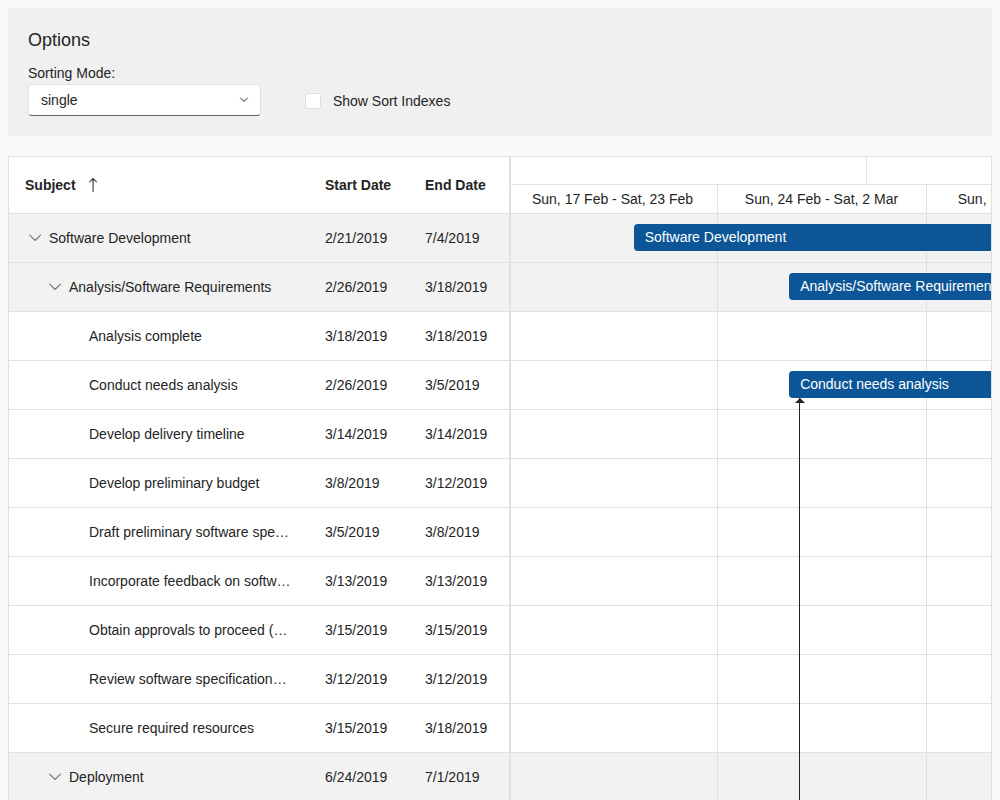 Options
Sorting Mode:
single
Show Sort Indexes
Subject Start Date End Date
Sun, 17 Feb - Sat, 23 Feb Sun, 24 Feb - Sat, 2 Mar Sun,
Software Development 2/21/2019 7/4/2019 Software Development
Analysis/Software Requirements 2/26/2019 3/18/2019 Analysis/Software Requiremen
Analysis complete 3/18/2019 3/18/2019
Conduct needs analysis 2/26/2019 3/5/2019 Conduct needs analysis
Develop delivery timeline 3/14/2019 3/14/2019
Develop preliminary budget 3/8/2019 3/12/2019
Draft preliminary software spe… 3/5/2019 3/8/2019
Incorporate feedback on softw… 3/13/2019 3/13/2019
Obtain approvals to proceed (… 3/15/2019 3/15/2019
Review software specification… 3/12/2019 3/12/2019
Secure required resources 3/15/2019 3/18/2019
Deployment 6/24/2019 7/1/2019